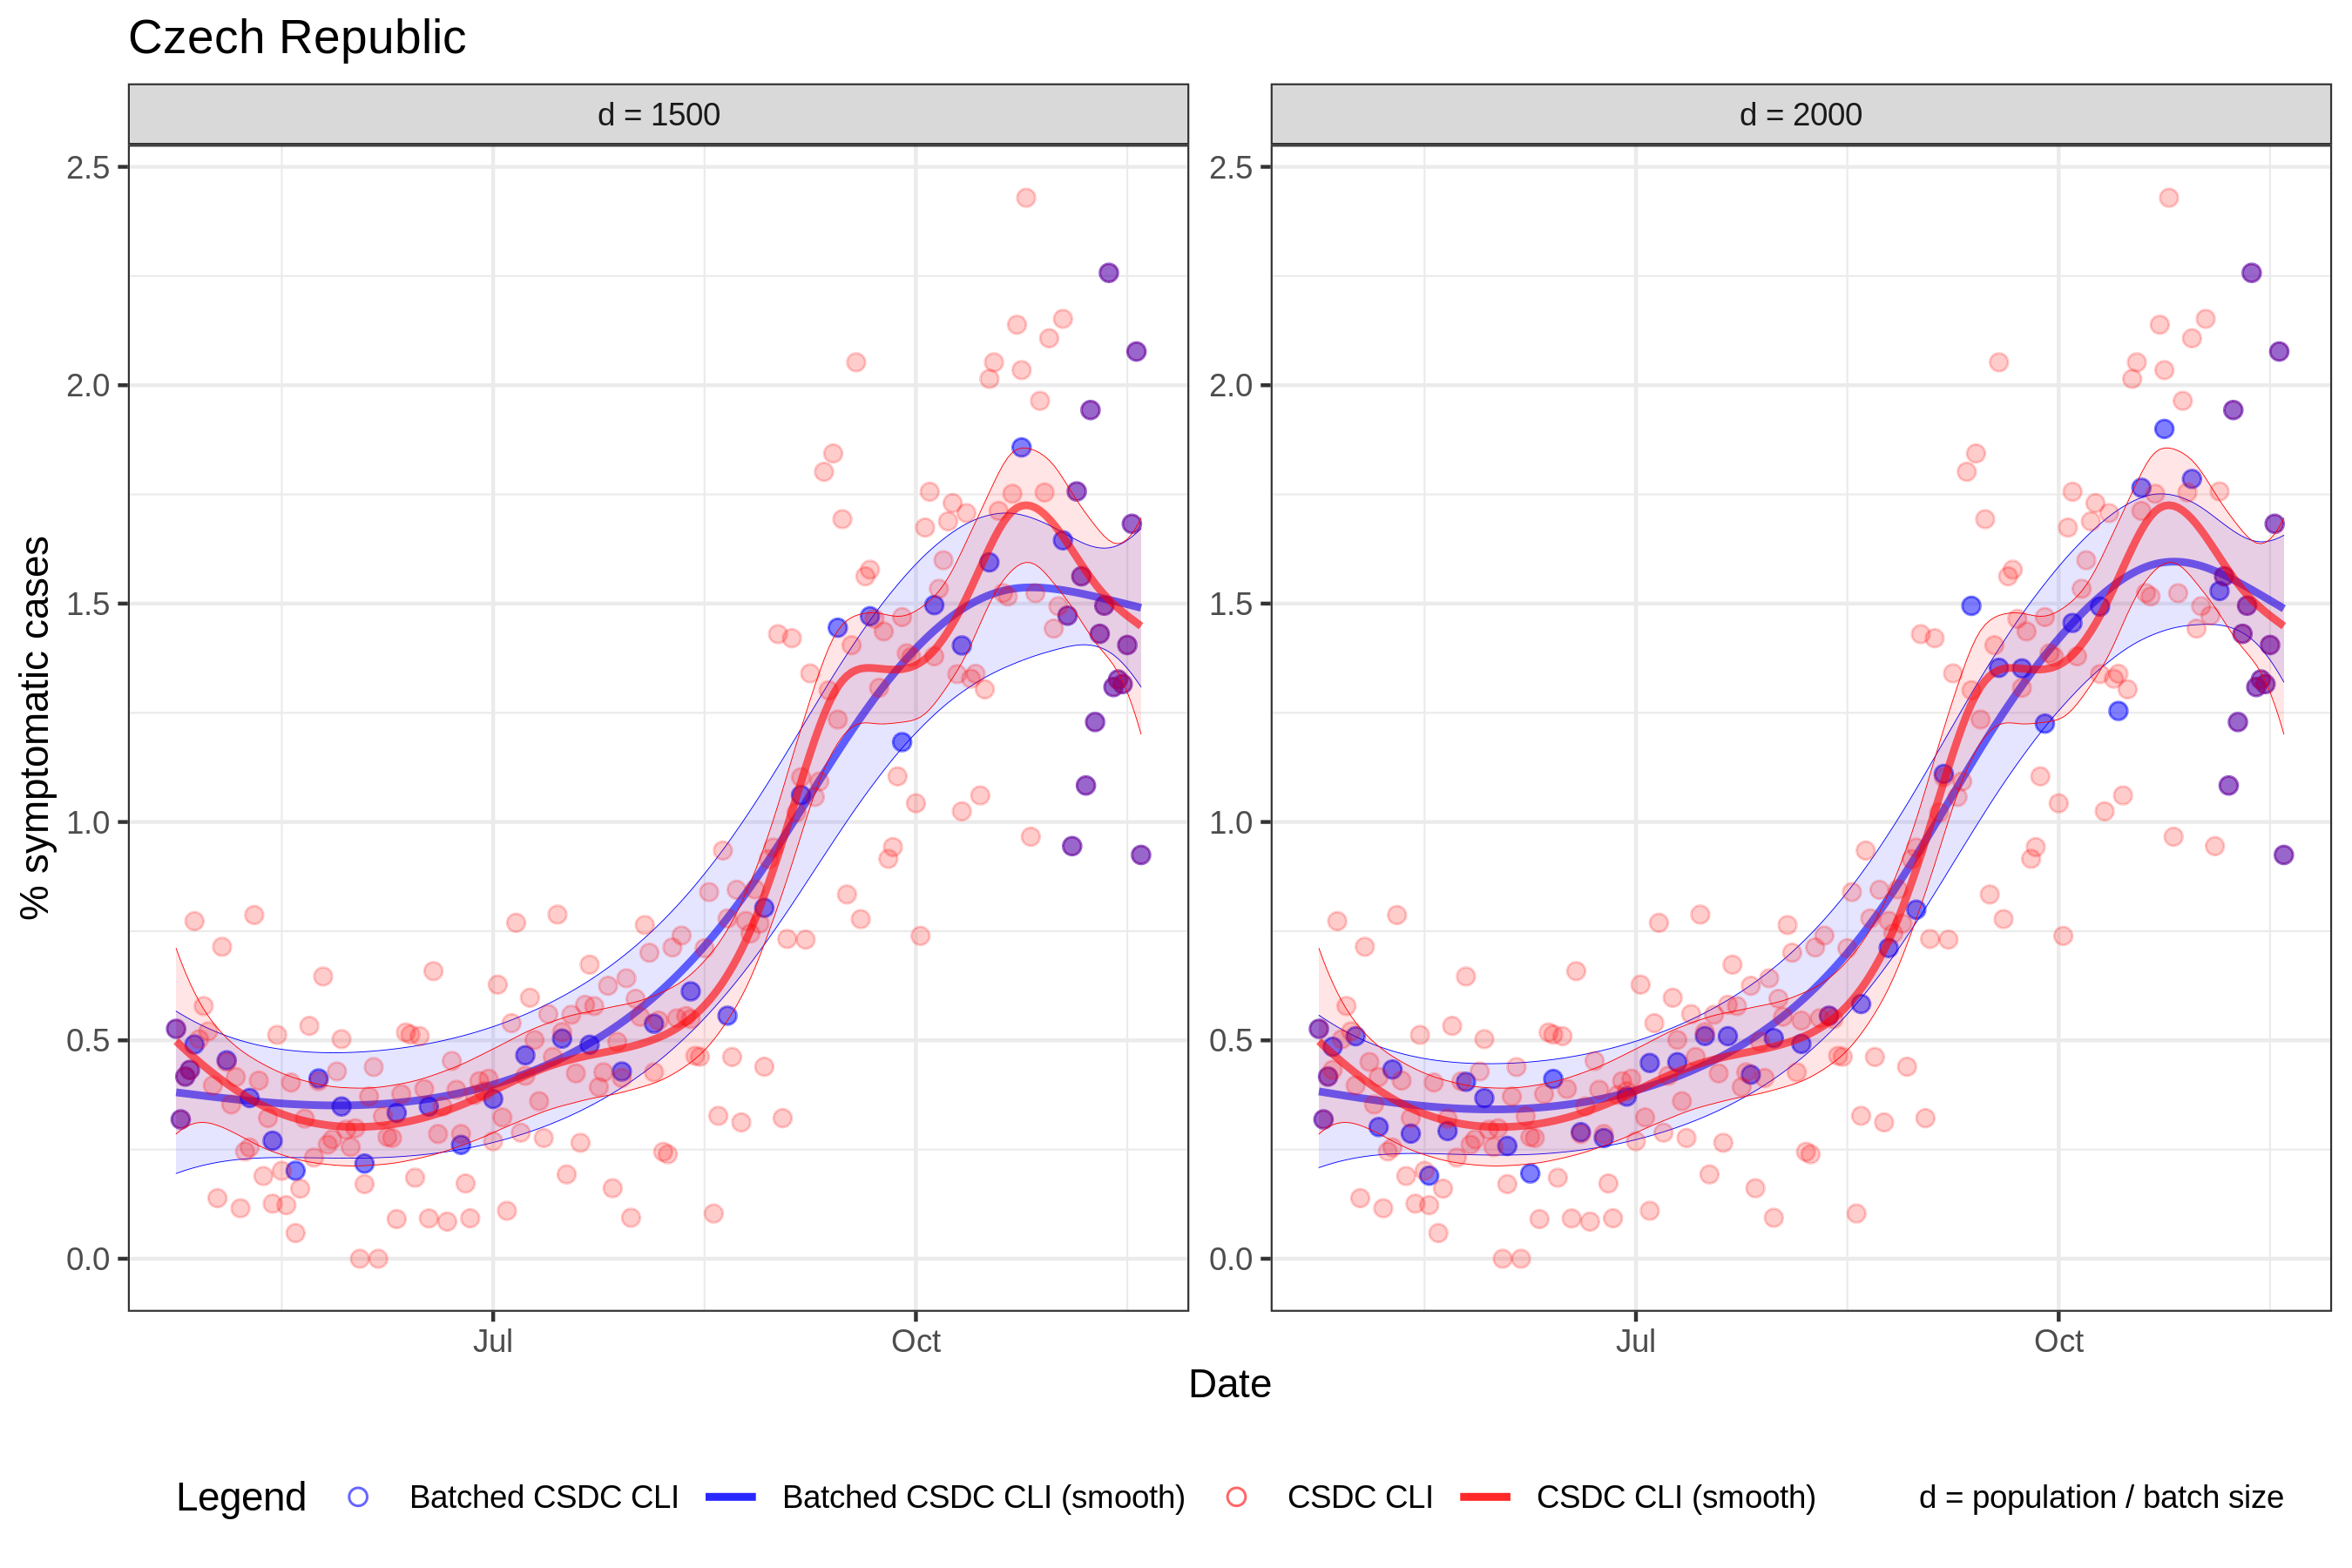 Czech Republic
d = 1500
d = 2000
% symptomatic cases
2.5
2.0
1.5
1.0
0.5
0.0
2.5
2.0
1.5
1.0
0.5
0.0
Jul
Oct
Jul
Oct
Date
Legend Batched CSDC CLI Batched CSDC CLI (smooth) CSDC CLI CSDC CLI (smooth) d = population / batch size